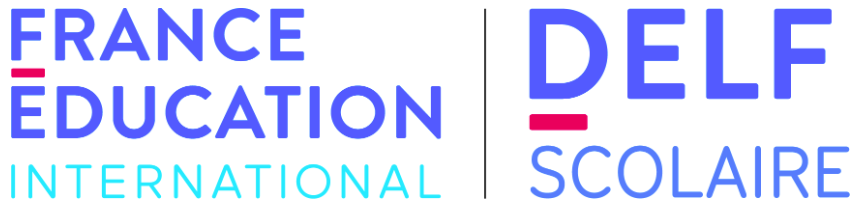 FRANCE
EDUCATION
INTERNATIONAL
DELF
SCOLAIRE